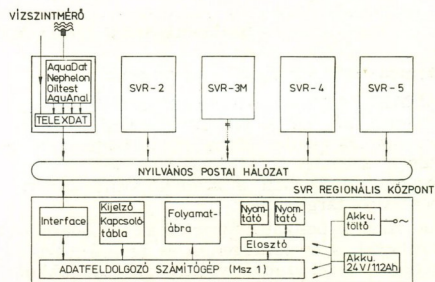 VÍZSZINTMÉRŐ
AquaDat
Nephelon
Oiltest
AquAnal
TELEXDAT
SVR-2
SVR-3M
SVR-4
SVR-5
NYILVÁNOS POSTAI HÁLÓZAT
SVR REGIONÁLIS KÖZPONT
Interface
Kijelző
Kapcsoló-
tábla
Folyamat-
ábra
Nyom-
tató
Nyom-
tató
Elosztó
Akku.
töltő
Akku.
24V/112Ah
ADATFELDOLGOZÓ SZÁMÍTÓGÉP (Msz 1)